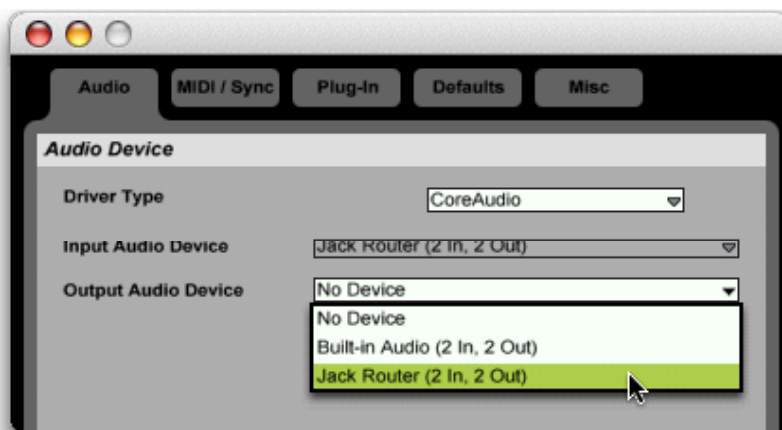 Audio MIDI / Sync Plug-In Defaults Misc
Audio Device
Driver Type CoreAudio
Input Audio Device Jack Router (2 In, 2 Out)
Output Audio Device No Device
No Device
Built-in Audio (2 In, 2 Out)
Jack Router (2 In, 2 Out)